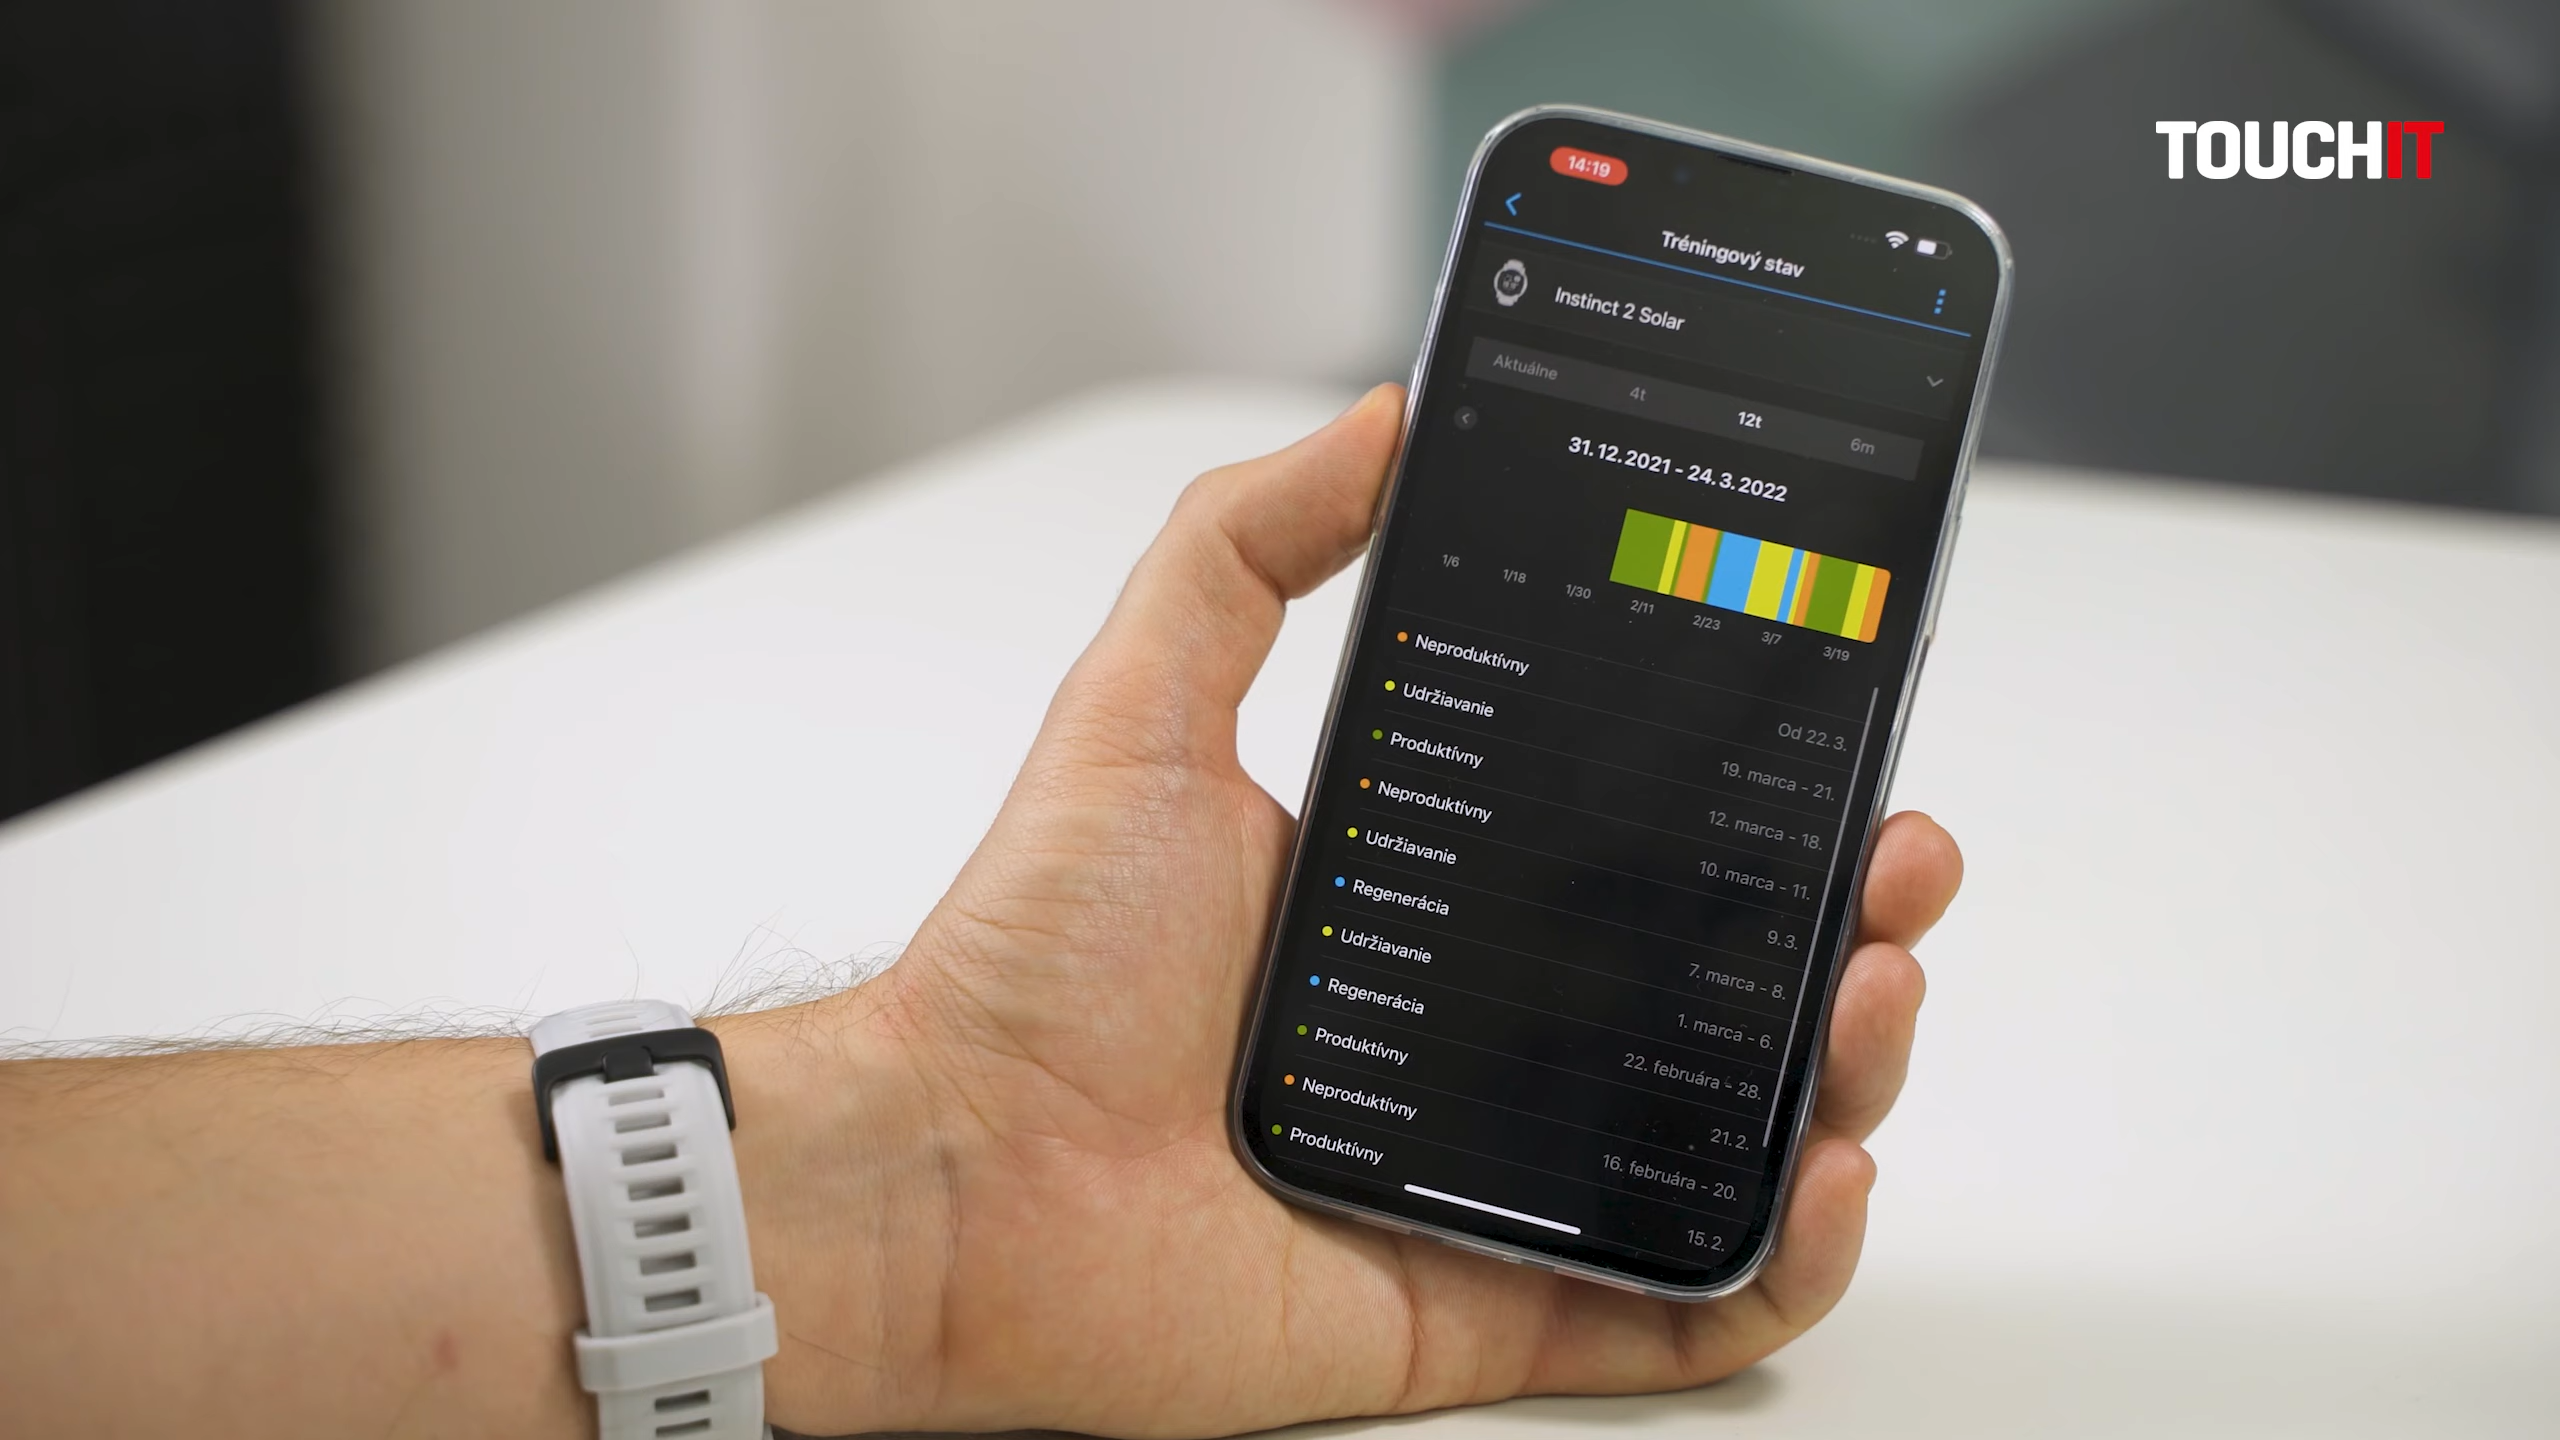 TOUCHIT
14:19
Tréningový stav
Instinct 2 Solar
Aktuálne 4t 12t 6m
31. 12. 2021 - 24. 3. 2022
1/6 1/18 1/30 2/11 2/23 3/7 3/19
Neproduktívny Od 22. 3.
Udržiavanie 19. marca - 21.
Produktívny 12. marca - 18.
Neproduktívny 10. marca - 11.
Udržiavanie 9. 3.
Regenerácia 7. marca - 8.
Udržiavanie 1. marca - 6.
Regenerácia 22. februára - 28.
Produktívny 21. 2.
Neproduktívny 16. februára - 20.
Produktívny 15. 2.